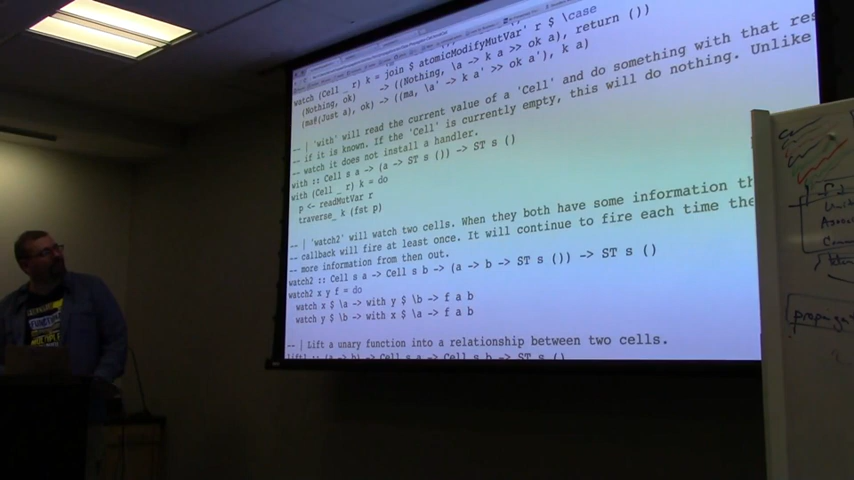 watch (Cell _ r) k = join $ atomicModifyMutVar' r $ \case
(Nothing, ok) -> ((Nothing, \a -> k a >> ok a), return ())
(ma@(Just a), ok) -> ((ma, \a' -> k a' >> ok a'), k a)
-- | 'with' will read the current value of a 'Cell' and do something with that res
-- if it is known. If the 'Cell' is currently empty, this will do nothing. Unlike
-- watch it does not install a handler.
with :: Cell s a -> (a -> ST s ()) -> ST s ()
with (Cell _ r) k = do
p <- readMutVar r
traverse_ k (fst p)
-- | 'watch2' will watch two cells. When they both have some information th
-- callback will fire at least once. It will continue to fire each time the
-- more information from then out.
watch2 :: Cell s a -> Cell s b -> (a -> b -> ST s ()) -> ST s ()
watch2 x y f = do
watch x $ \a -> with y $ \b -> f a b
watch y $ \b -> with x $ \a -> f a b
-- | Lift a unary function into a relationship between two cells.
lift1 :: (a -> b) -> Cell s a -> Cell s b -> ST s ()
propaga